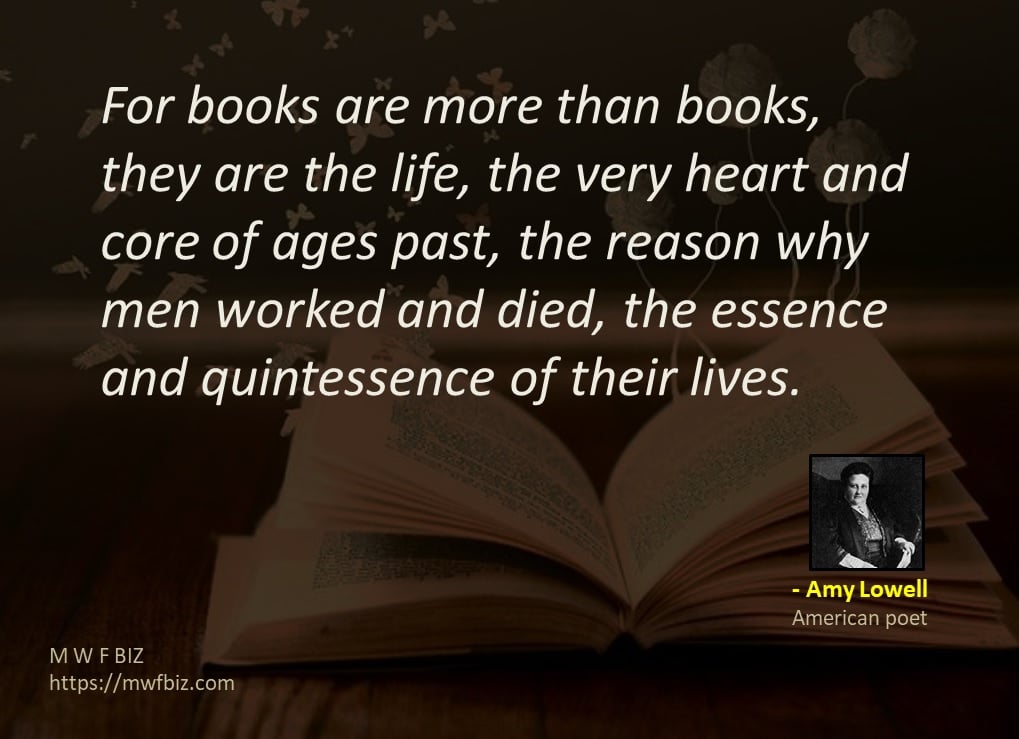 For books are more than books,
they are the life, the very heart and
core of ages past, the reason why
men worked and died, the essence
and quintessence of their lives.
- Amy Lowell
American poet
M W F BIZ
https://mwfbiz.com